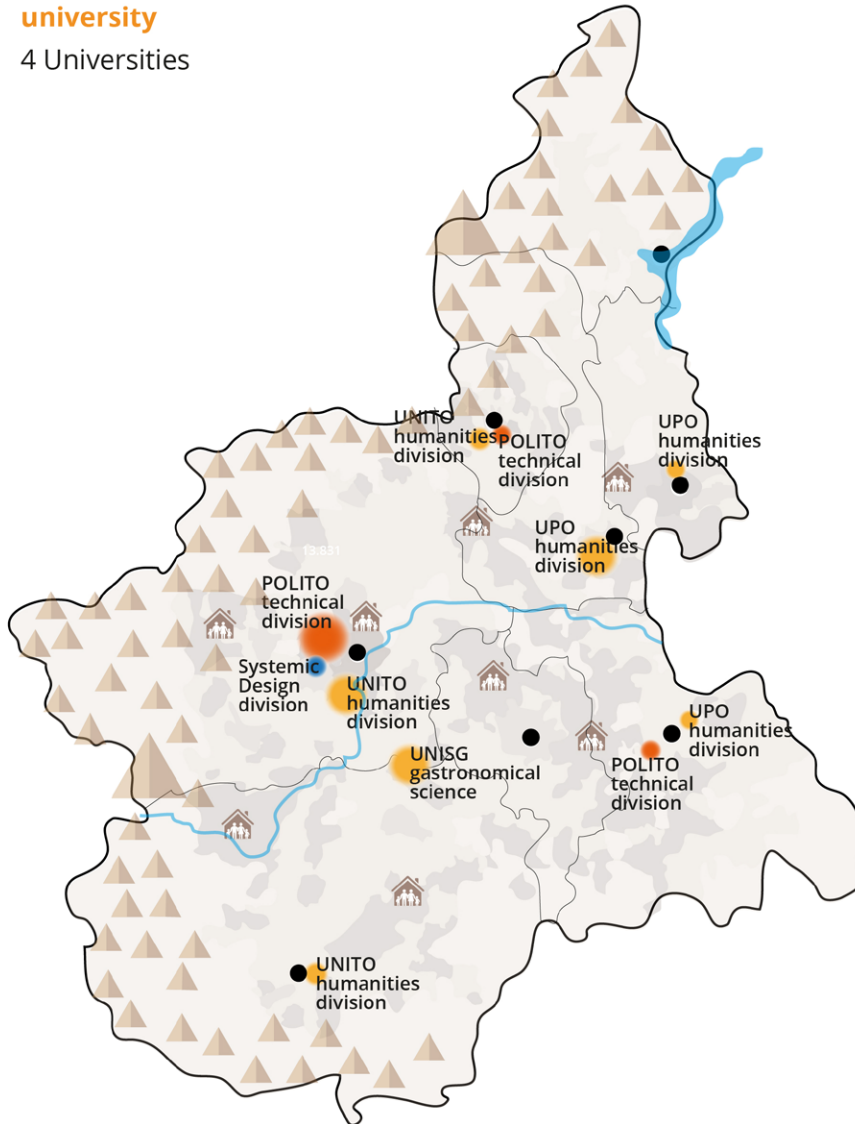 university
4 Universities
UNITO
humanities
division
POLITO
technical
division
UPO
humanities
division
UPO
humanities
division
13.831
POLITO
technical
division
Systemic
Design
division
UNITO
humanities
division
UNISG
gastronomical
science
UPO
humanities
division
POLITO
technical
division
UNITO
humanities
division